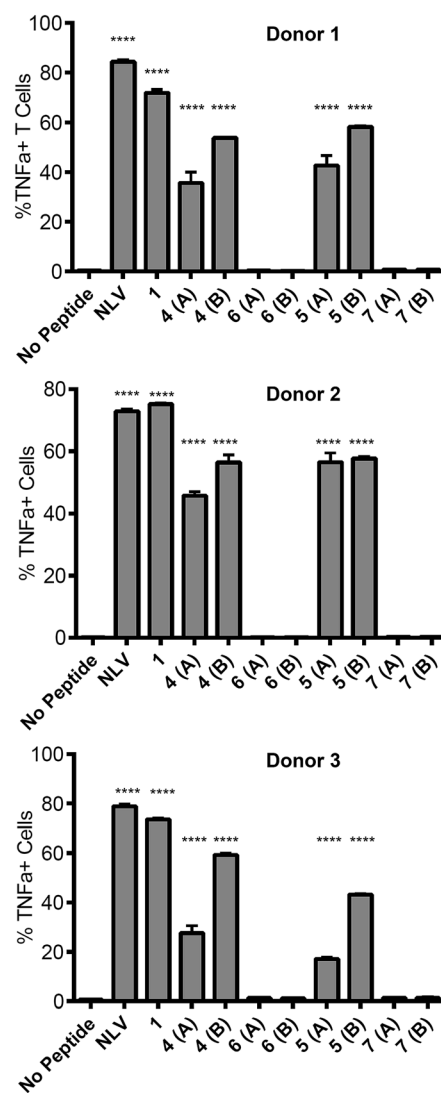 Donor 1
%TNFa+ T Cells
100
80
60
40
20
0
**** **** **** **** **** ****
No Peptide NLV 1 4 (A) 4 (B) 6 (A) 6 (B) 5 (A) 5 (B) 7 (A) 7 (B)
Donor 2
% TNFa+ Cells
80
60
40
20
0
**** **** **** **** **** ****
No Peptide NLV 1 4 (A) 4 (B) 6 (A) 6 (B) 5 (A) 5 (B) 7 (A) 7 (B)
Donor 3
% TNFa+ Cells
100
80
60
40
20
0
**** **** **** **** **** ****
No Peptide NLV 1 4 (A) 4 (B) 6 (A) 6 (B) 5 (A) 5 (B) 7 (A) 7 (B)